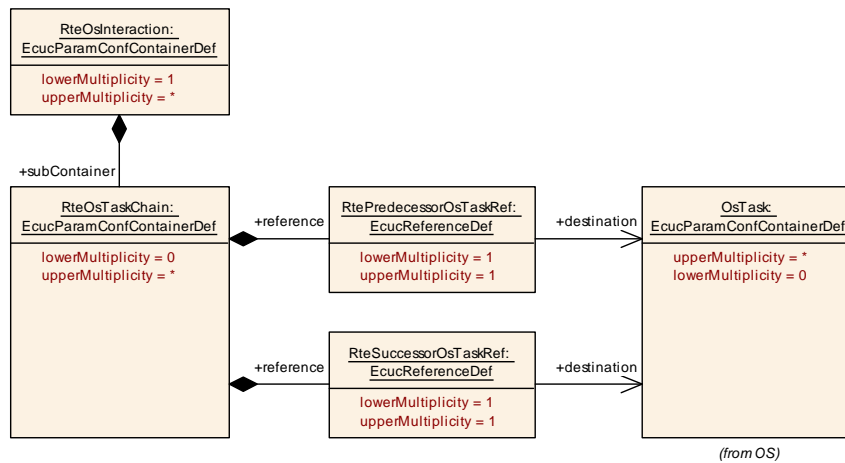 RteOsInteraction:
EcucParamConfContainerDef
lowerMultiplicity = 1
upperMultiplicity = *
+subContainer
RteOsTaskChain:
EcucParamConfContainerDef
lowerMultiplicity = 0
upperMultiplicity = *
+reference
RtePredecessorOsTaskRef:
EcucReferenceDef
lowerMultiplicity = 1
upperMultiplicity = 1
+destination
OsTask:
EcucParamConfContainerDef
upperMultiplicity = *
lowerMultiplicity = 0
+reference
RteSuccessorOsTaskRef:
EcucReferenceDef
lowerMultiplicity = 1
upperMultiplicity = 1
+destination
(from OS)